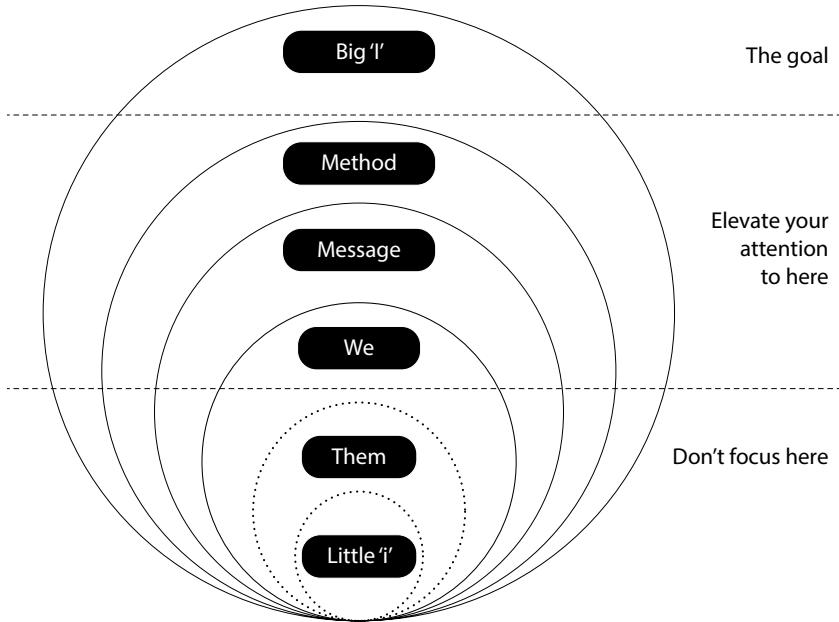 Big ‘I’
The goal
Method
Message
Elevate your
attention
to here
We
Them
Don’t focus here
Little ‘i’